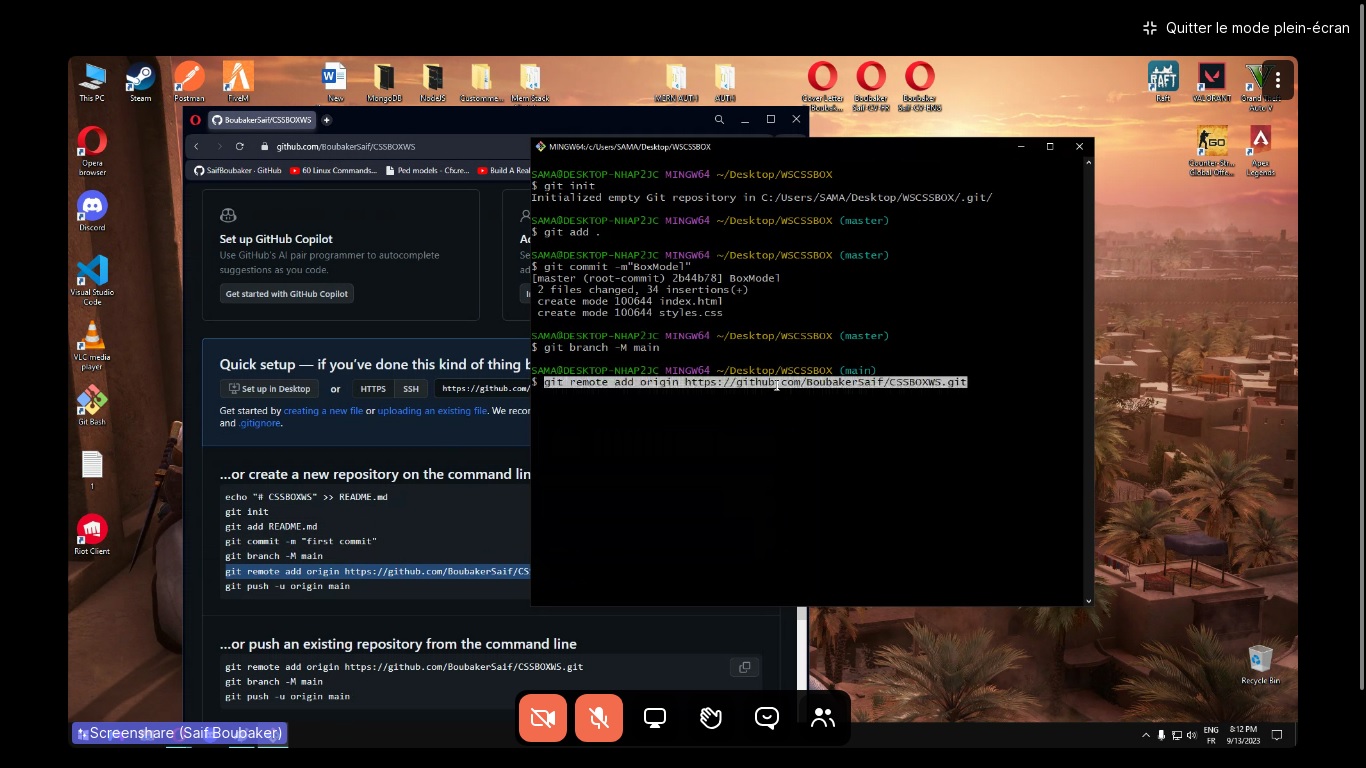 Quitter le mode plein-écran
This PC
Steam
Postman
FiveM
New
MongoDB
NodeJS
Mern Stack
MERN AUTH
AUTH
Raft
VALORANT
BoubakerSaif/CSSBOXWS
github.com/BoubakerSaif/CSSBOXWS
SaifBoubaker · GitHub
60 Linux Commands...
Ped models - Cfx.re...
Build A Real
Opera
browser
Discord
Visual Studio
Code
VLC media
player
Git Bash
1
Riot Client
Counter-Str...
Global Offe...
Apex
Legends
Set up GitHub Copilot
Use GitHub's AI pair programmer to autocomplete
suggestions as you code.
Get started with GitHub Copilot
Quick setup — if you've done this kind of thing b
Set up in Desktop
or
HTTPS
SSH
https://github.com/
Get started by creating a new file or uploading an existing file. We recom
and .gitignore.
...or create a new repository on the command lin
echo "# CSSBOXWS" >> README.md
git init
git add README.md
git commit -m "first commit"
git branch -M main
git remote add origin https://github.com/BoubakerSaif/CS
git push -u origin main
...or push an existing repository from the command line
git remote add origin https://github.com/BoubakerSaif/CSSBOXWS.git
git branch -M main
git push -u origin main
MINGW64:/c/Users/SAMA/Desktop/WSCSSBOX
SAMA@DESKTOP-NHAP2JC MINGW64 ~/Desktop/WSCSSBOX
$ git init
Initialized empty Git repository in C:/Users/SAMA/Desktop/WSCSSBOX/.git/
SAMA@DESKTOP-NHAP2JC MINGW64 ~/Desktop/WSCSSBOX (master)
$ git add .
SAMA@DESKTOP-NHAP2JC MINGW64 ~/Desktop/WSCSSBOX (master)
$ git commit -m"BoxModel"
[master (root-commit) 2b44b78] BoxModel
2 files changed, 34 insertions(+)
create mode 100644 index.html
create mode 100644 styles.css
SAMA@DESKTOP-NHAP2JC MINGW64 ~/Desktop/WSCSSBOX (master)
$ git branch -M main
SAMA@DESKTOP-NHAP2JC MINGW64 ~/Desktop/WSCSSBOX (main)
$ git remote add origin https://github.com/BoubakerSaif/CSSBOXWS.git
Recycle Bin
Screenshare (Saif Boubaker)
ENG
FR
8:12 PM
9/13/2023